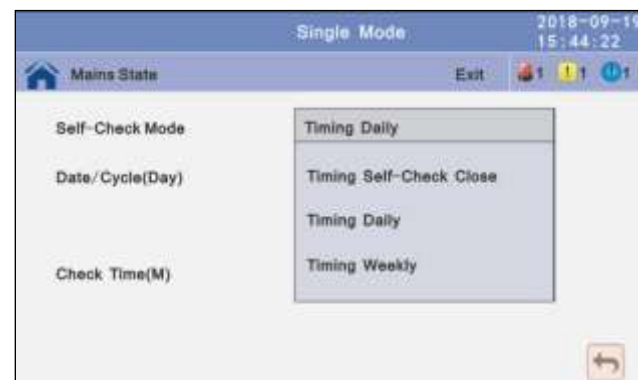 Single Mode
2018-09-19
15:44:22
Mains State
Exit
1
1
1
Self-Check Mode
Timing Daily
Date/Cycle(Day)
Timing Self-Check Close
Timing Daily
Check Time(M)
Timing Weekly